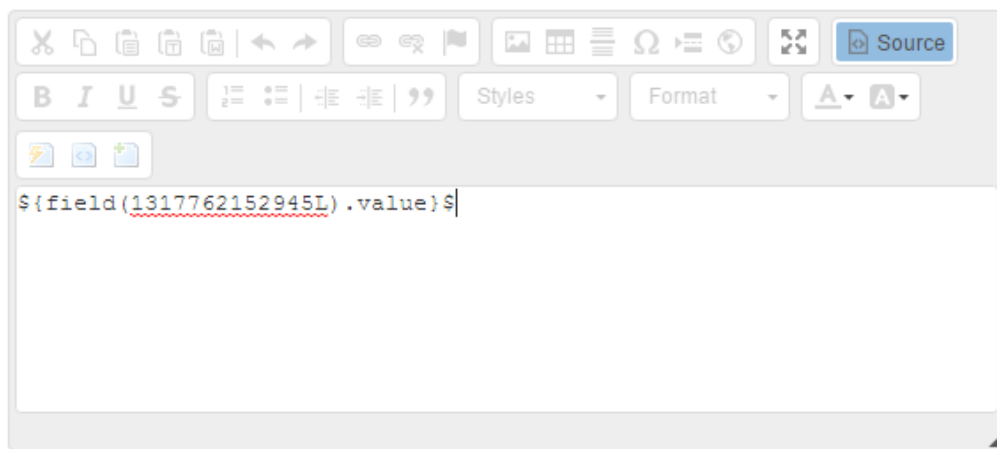 Source
B I U S Styles Format A A
${field(1317762152945L).value}$